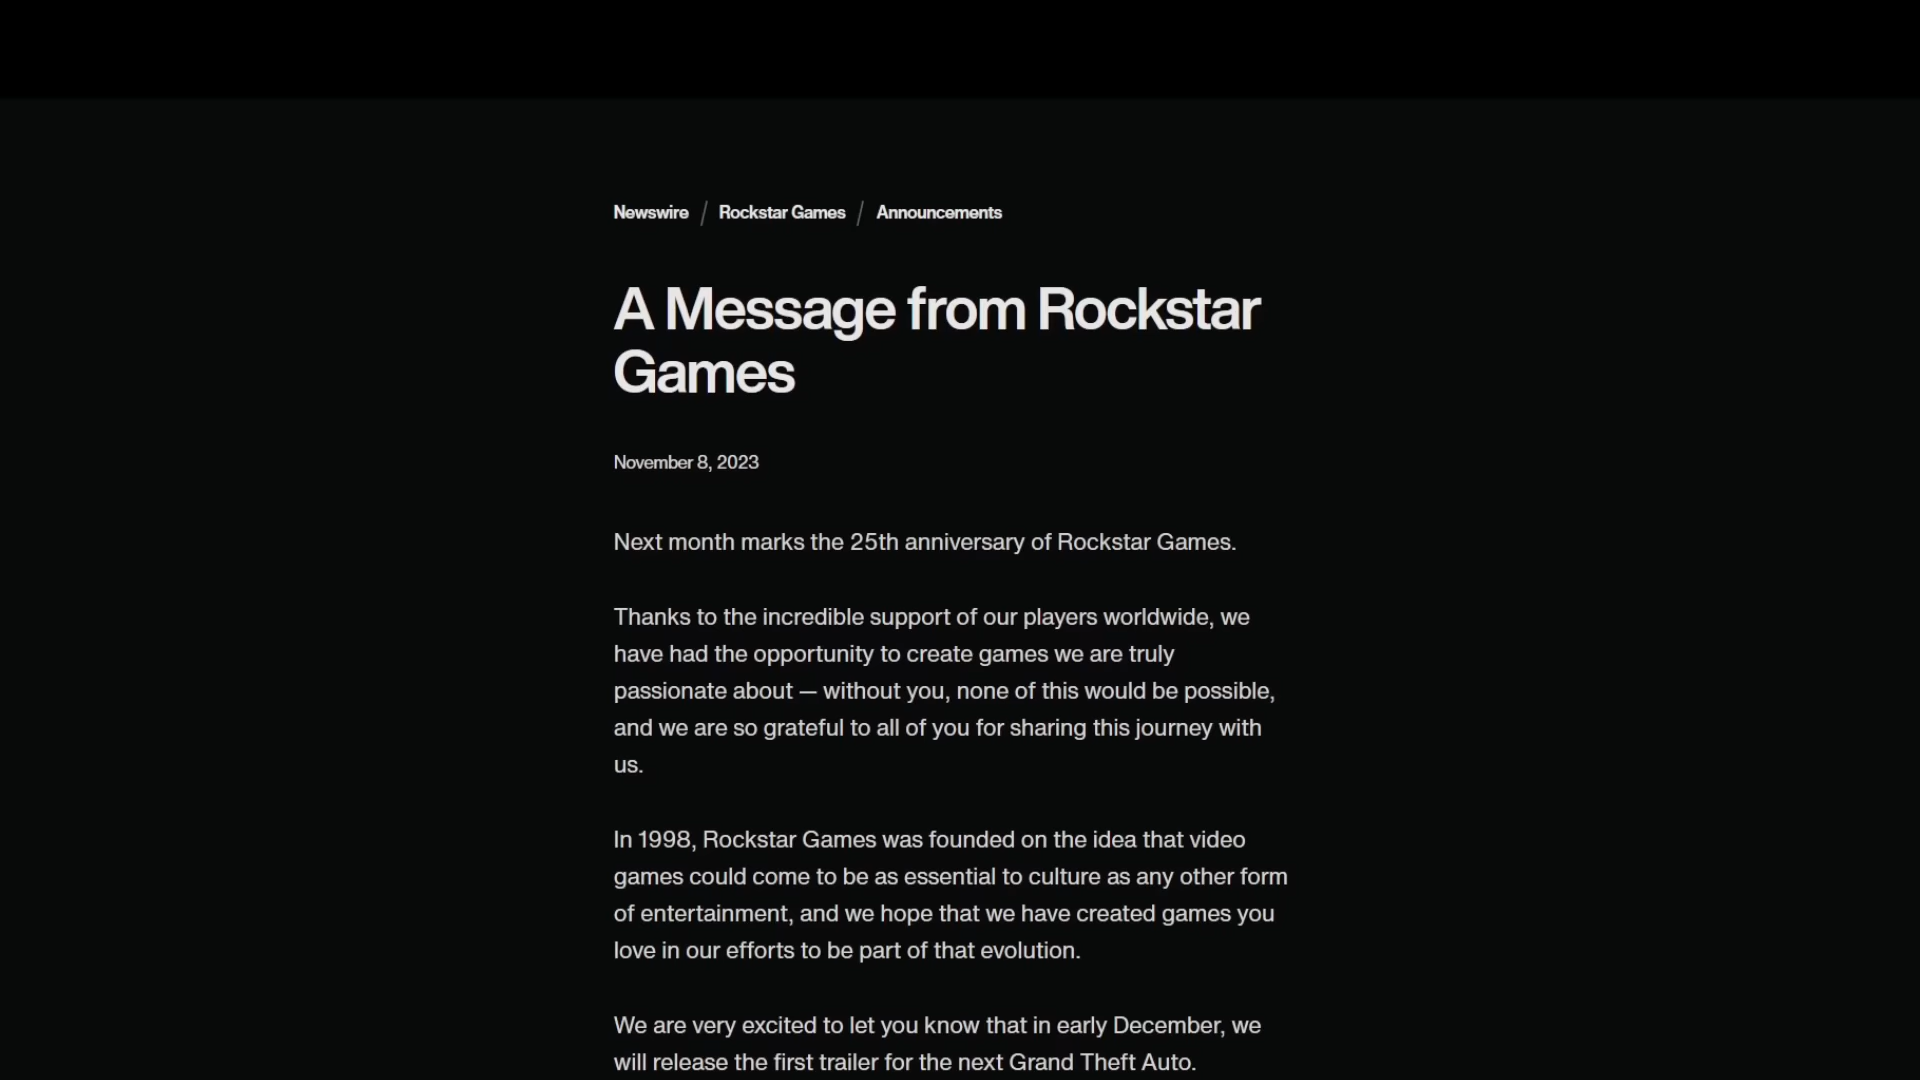 Newswire / Rockstar Games / Announcements
A Message from Rockstar
Games
November 8, 2023
Next month marks the 25th anniversary of Rockstar Games.
Thanks to the incredible support of our players worldwide, we
have had the opportunity to create games we are truly
passionate about — without you, none of this would be possible,
and we are so grateful to all of you for sharing this journey with
us.
In 1998, Rockstar Games was founded on the idea that video
games could come to be as essential to culture as any other form
of entertainment, and we hope that we have created games you
love in our efforts to be part of that evolution.
We are very excited to let you know that in early December, we
will release the first trailer for the next Grand Theft Auto.